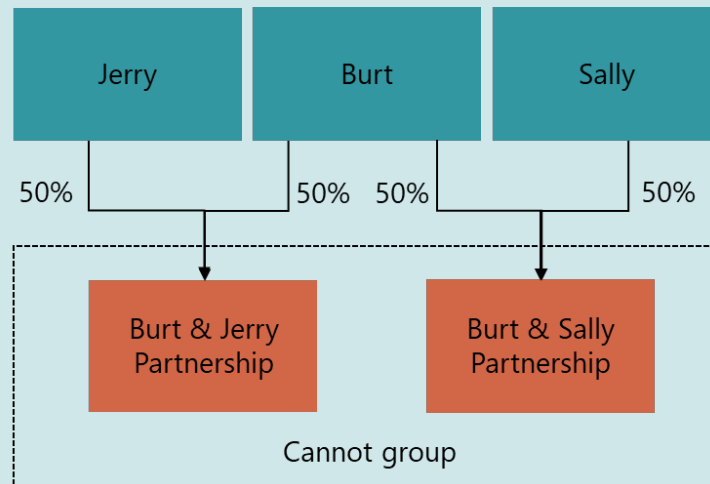 Jerry
Burt
Sally
50%
50%
50%
50%
Burt & Jerry
Partnership
Burt & Sally
Partnership
Cannot group